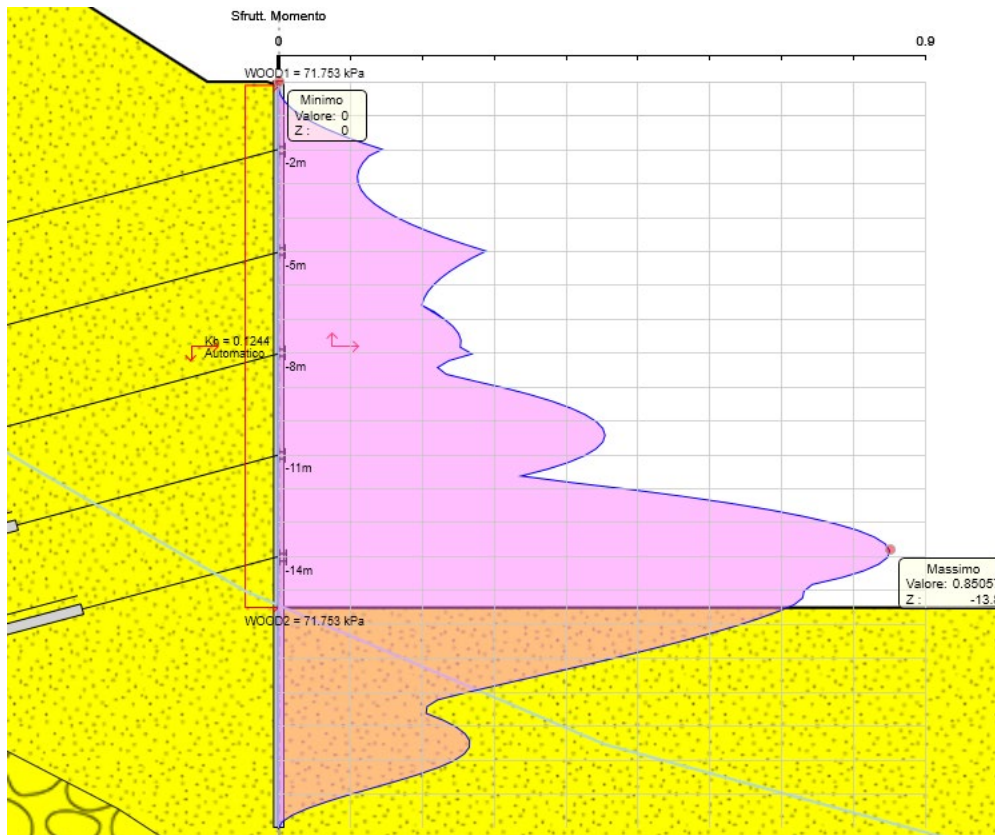 Sfrutt. Momento
0
0.9
WOOD1 = 71.753 kPa
Minimo
Valore: 0
Z : 0
-2m
-5m
Kh = 0.1244
Automatico
-8m
-11m
-14m
Massimo
Valore: 0.8505
Z : -13.8
WOOD2 = 71.753 kPa